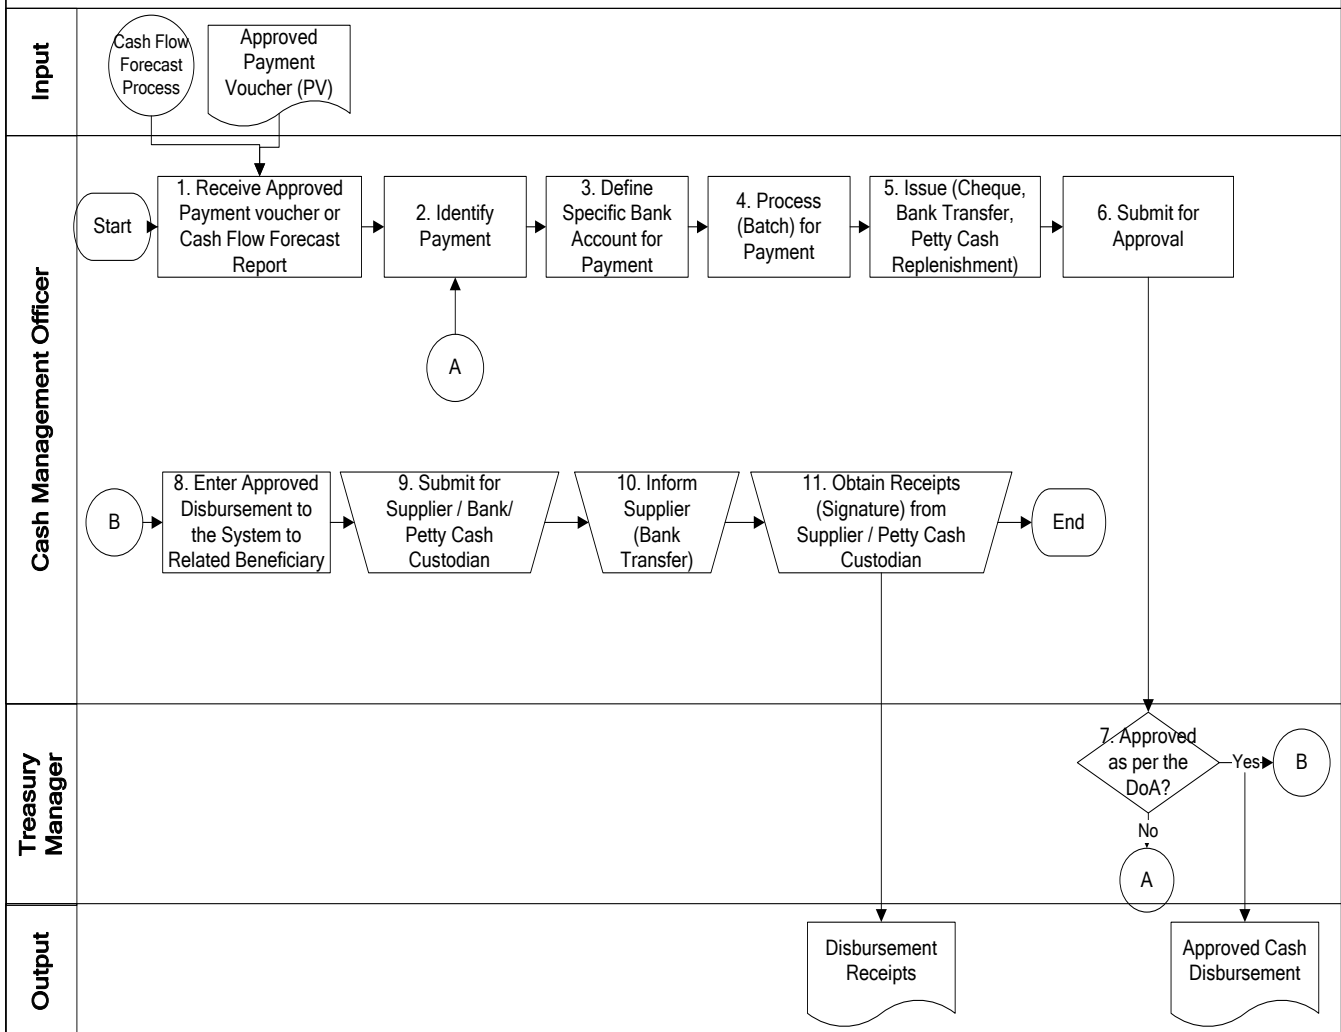 Input
Cash Flow
Forecast
Process
Approved
Payment
Voucher (PV)
Cash Management Officer
Start
1. Receive Approved
Payment voucher or
Cash Flow Forecast
Report
2. Identify
Payment
3. Define
Specific Bank
Account for
Payment
4. Process
(Batch) for
Payment
5. Issue (Cheque,
Bank Transfer,
Petty Cash
Replenishment)
6. Submit for
Approval
A
B
8. Enter Approved
Disbursement to
the System to
Related Beneficiary
9. Submit for
Supplier / Bank/
Petty Cash
Custodian
10. Inform
Supplier
(Bank
Transfer)
11. Obtain Receipts
(Signature) from
Supplier / Petty Cash
Custodian
End
Treasury
Manager
7. Approved
as per the
DoA?
Yes
B
No
A
Output
Disbursement
Receipts
Approved Cash
Disbursement